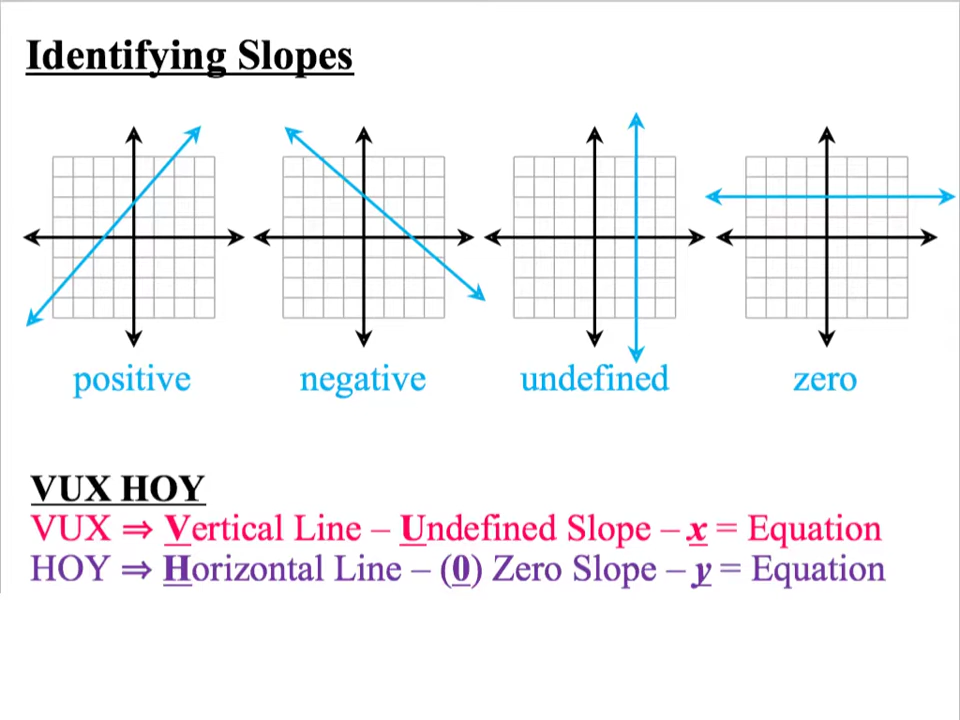 Identifying Slopes
positive negative undefined zero
VUX HOY
VUX ⇒ Vertical Line – Undefined Slope – x = Equation
HOY ⇒ Horizontal Line – (0) Zero Slope – y = Equation